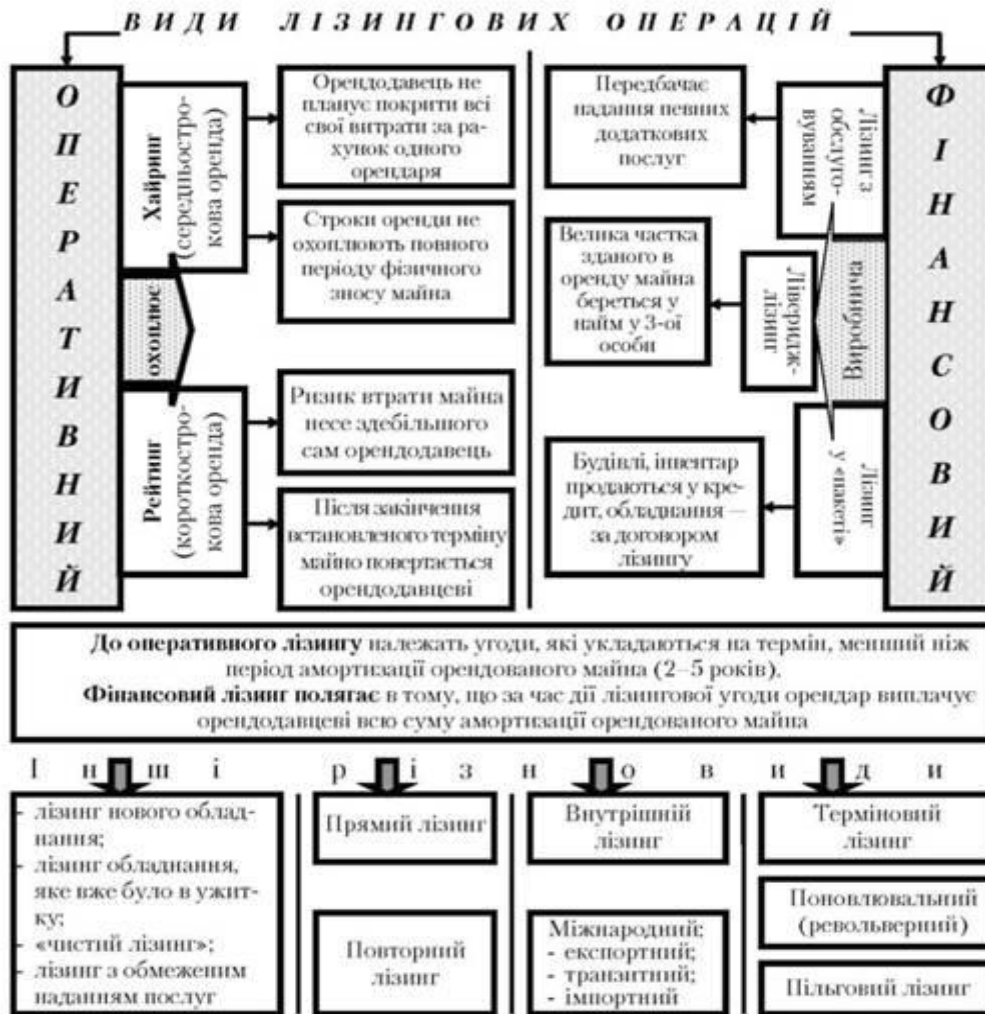 ВИДИ ЛІЗИНГОВИХ ОПЕРАЦІЙ
ОПЕРАТИВНИЙ
Хайринг
(середньостро-
кова оренда)
охоплює
Рейтинг
(короткостро-
кова оренда)
Орендодавець не
планує покрити всі
свої витрати за ра-
хунок одного
орендаря
Строки оренди не
охоплюють повного
періоду фізичного
зносу майна
Ризик втрати майна
несе здебільшого
сам орендодавець
Після закінчення
встановленого терміну
майно повертається
орендодавцеві
Передбачає
надання певних
додаткових
послуг
Велика частка
зданого в
оренду майна
береться у
найм у 3-ої
особи
Будівлі, інвентар
продаються у кре-
дит, обладнання —
за договором
лізингу
Лізинг з
обслуго-
вуванням
Ліверидж-
лізинг
Виробнича
Лізинг
у «пакеті»
ФІНАНСОВИЙ
До оперативного лізингу належать угоди, які укладаються на термін, менший ніж
період амортизації орендованого майна (2–5 років).
Фінансовий лізинг полягає в тому, що за час дії лізингової угоди орендар виплачує
орендодавцеві всю суму амортизації орендованого майна
Інші різновиди
- лізинг нового облад-
нання;
- лізинг обладнання,
яке вже було в ужит-
ку;
- «чистий лізинг»;
- лізинг з обмеженим
наданням послуг
Прямий лізинг
Повторний
лізинг
Внутрішній
лізинг
Міжнародний;
- експортний;
- транзитний;
- імпортний
Терміновий
лізинг
Поновлювальний
(револьверний)
Пільговий лізинг